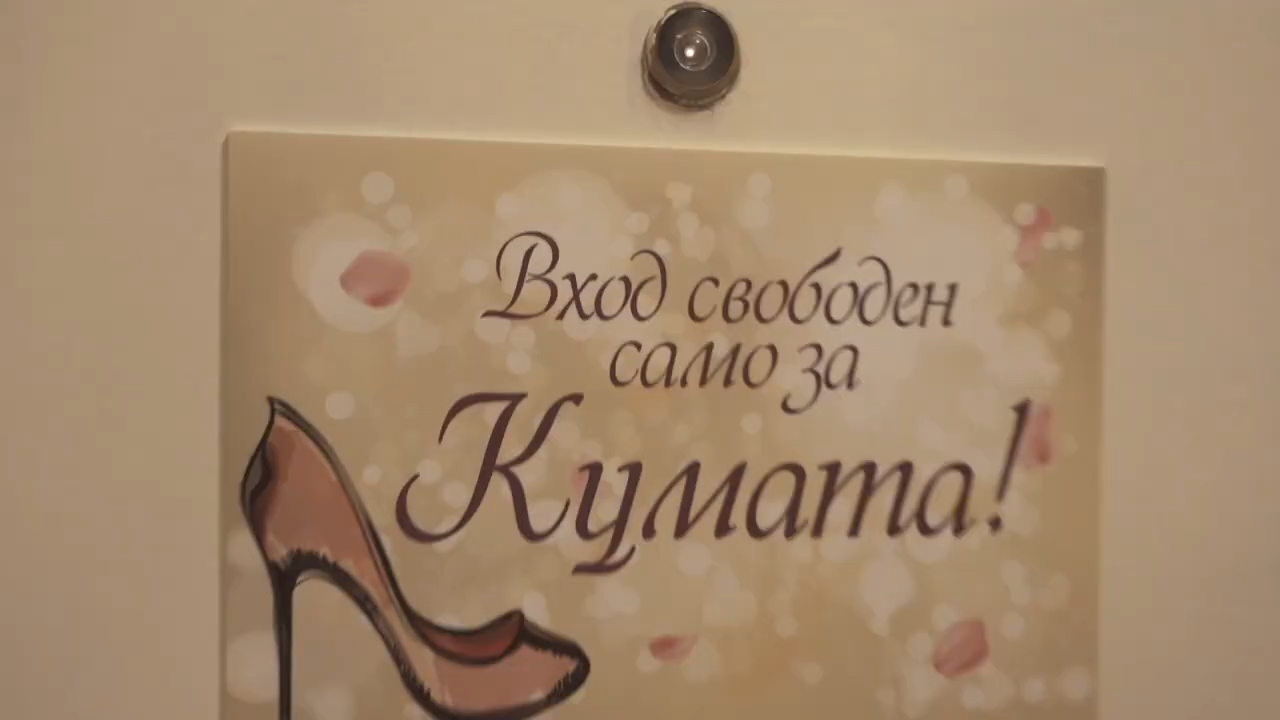 Вход свободен
само за
Кумата!